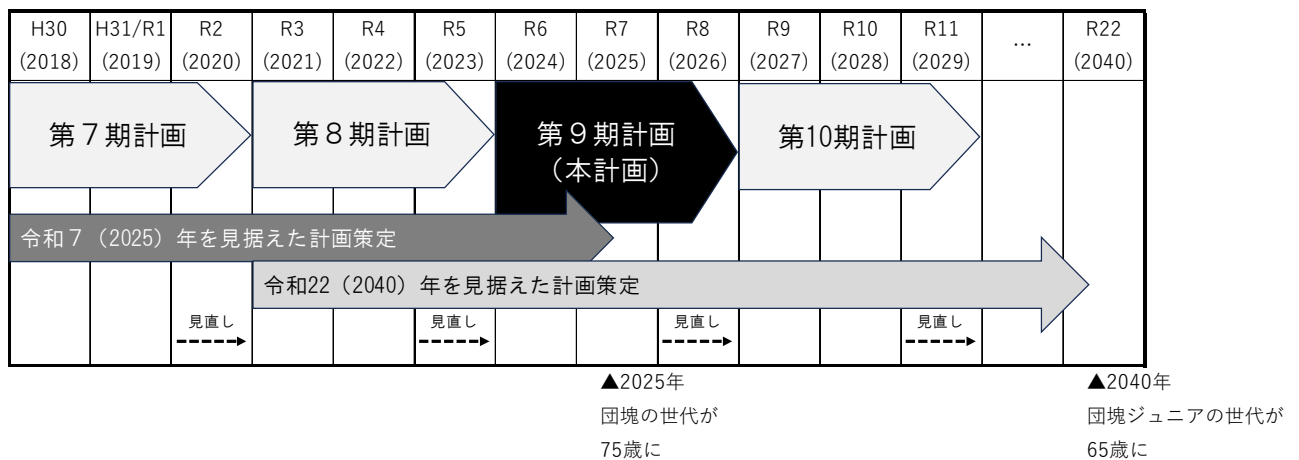 H30 H31/R1 R2 R3 R4 R5 R6 R7 R8 R9 R10 R11 … R22
(2018) (2019) (2020) (2021) (2022) (2023) (2024) (2025) (2026) (2027) (2028) (2029) (2040)
第７期計画 第８期計画 第９期計画 第10期計画
（本計画）
令和７（2025）年を見据えた計画策定
令和22（2040）年を見据えた計画策定
見直し 見直し 見直し 見直し
▲2025年 ▲2040年
団塊の世代が 団塊ジュニアの世代が
75歳に 65歳に